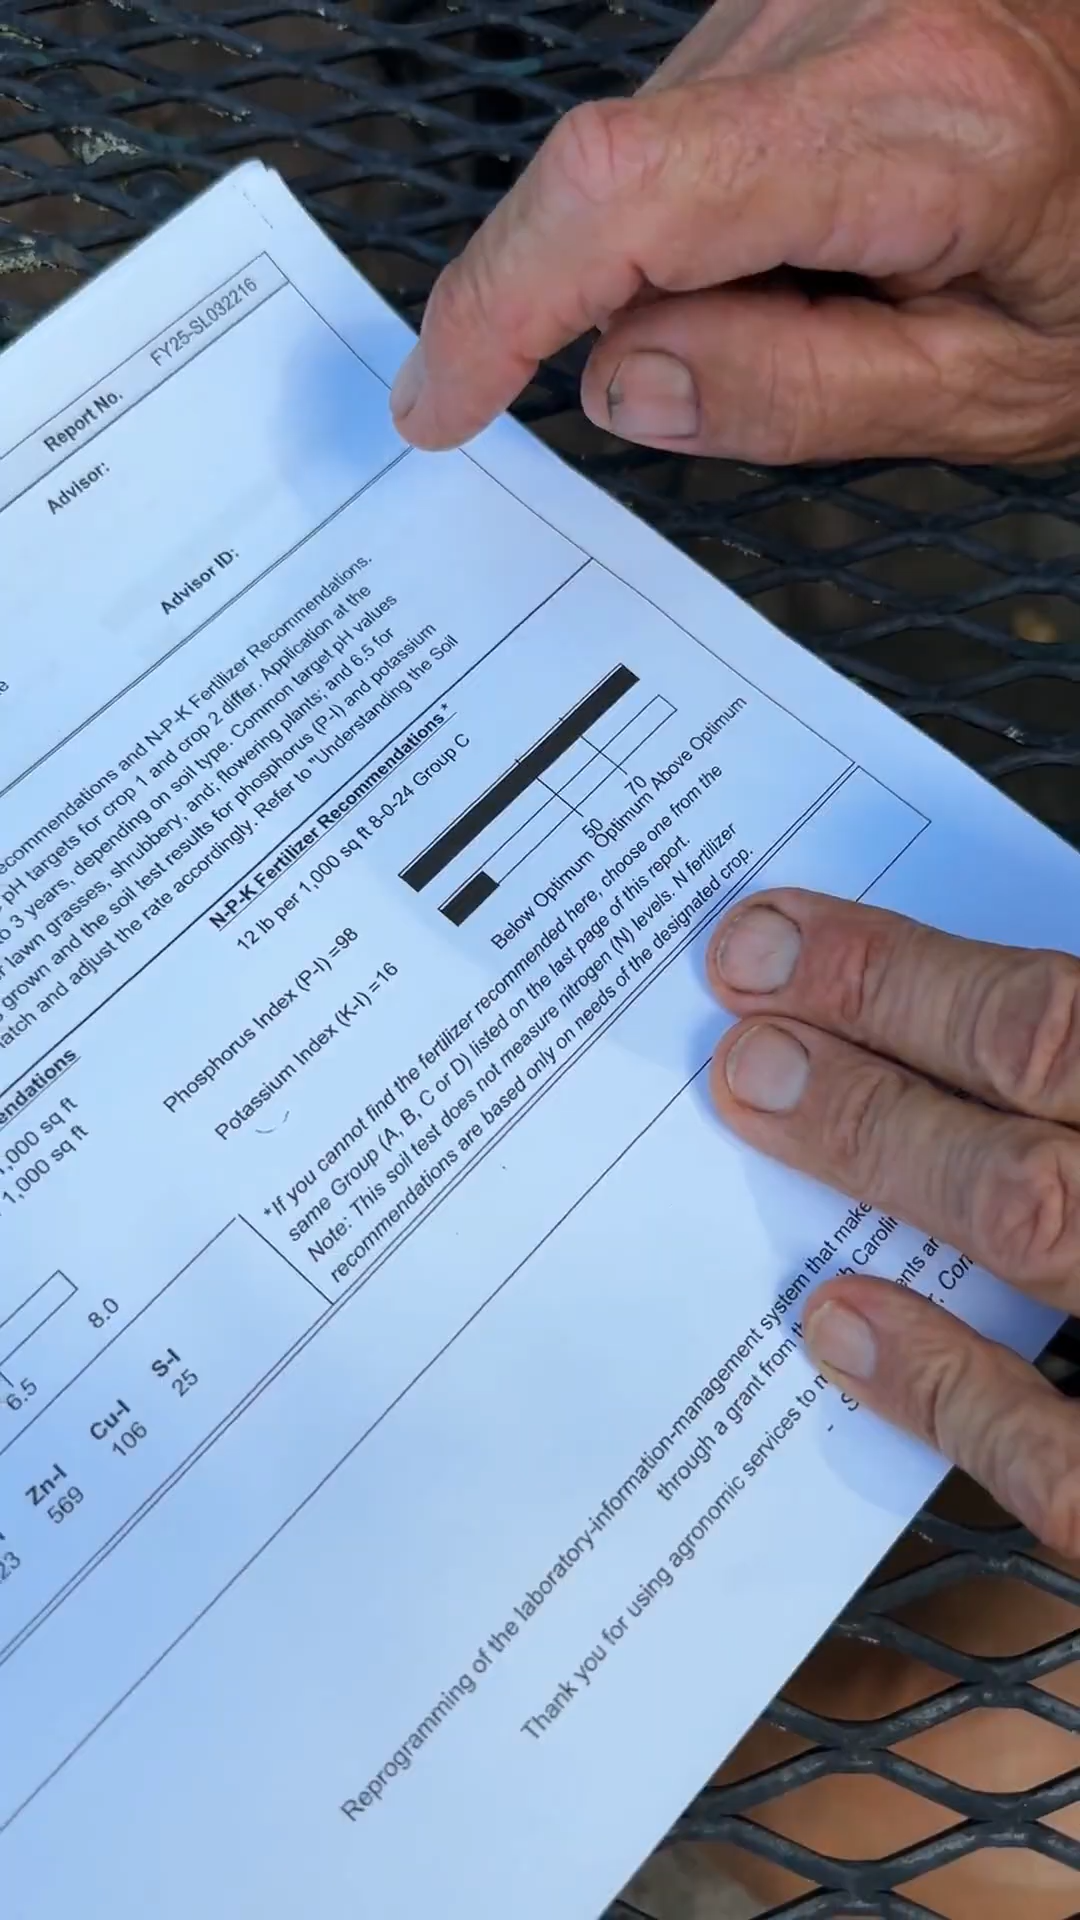 Report No. FY25-SL032216
Advisor:
Advisor ID:
commendations and N-P-K Fertilizer Recommendations.
pH targets for crop 1 and crop 2 differ. Application at the
3 years, depending on soil type. Common target pH values
lawn grasses, shrubbery, and; flowering plants; and 6.5 for
grown and the soil test results for phosphorus (P-I) and potassium
atch and adjust the rate accordingly. Refer to "Understanding the Soil
N-P-K Fertilizer Recommendations *
12 lb per 1,000 sq ft 8-0-24 Group C
Phosphorus Index (P-I) =98
Potassium Index (K-I) =16
50 70
Below Optimum Optimum Above Optimum
*If you cannot find the fertilizer recommended here, choose one from the
same Group (A, B, C or D) listed on the last page of this report.
Note: This soil test does not measure nitrogen (N) levels. N fertilizer
recommendations are based only on needs of the designated crop.
endations
,000 sq ft
1,000 sq ft
6.5 8.0
Zn-I Cu-I S-I
23 569 106 25
Reprogramming of the laboratory-information-management system that make
through a grant from
Thank you for using agronomic services to